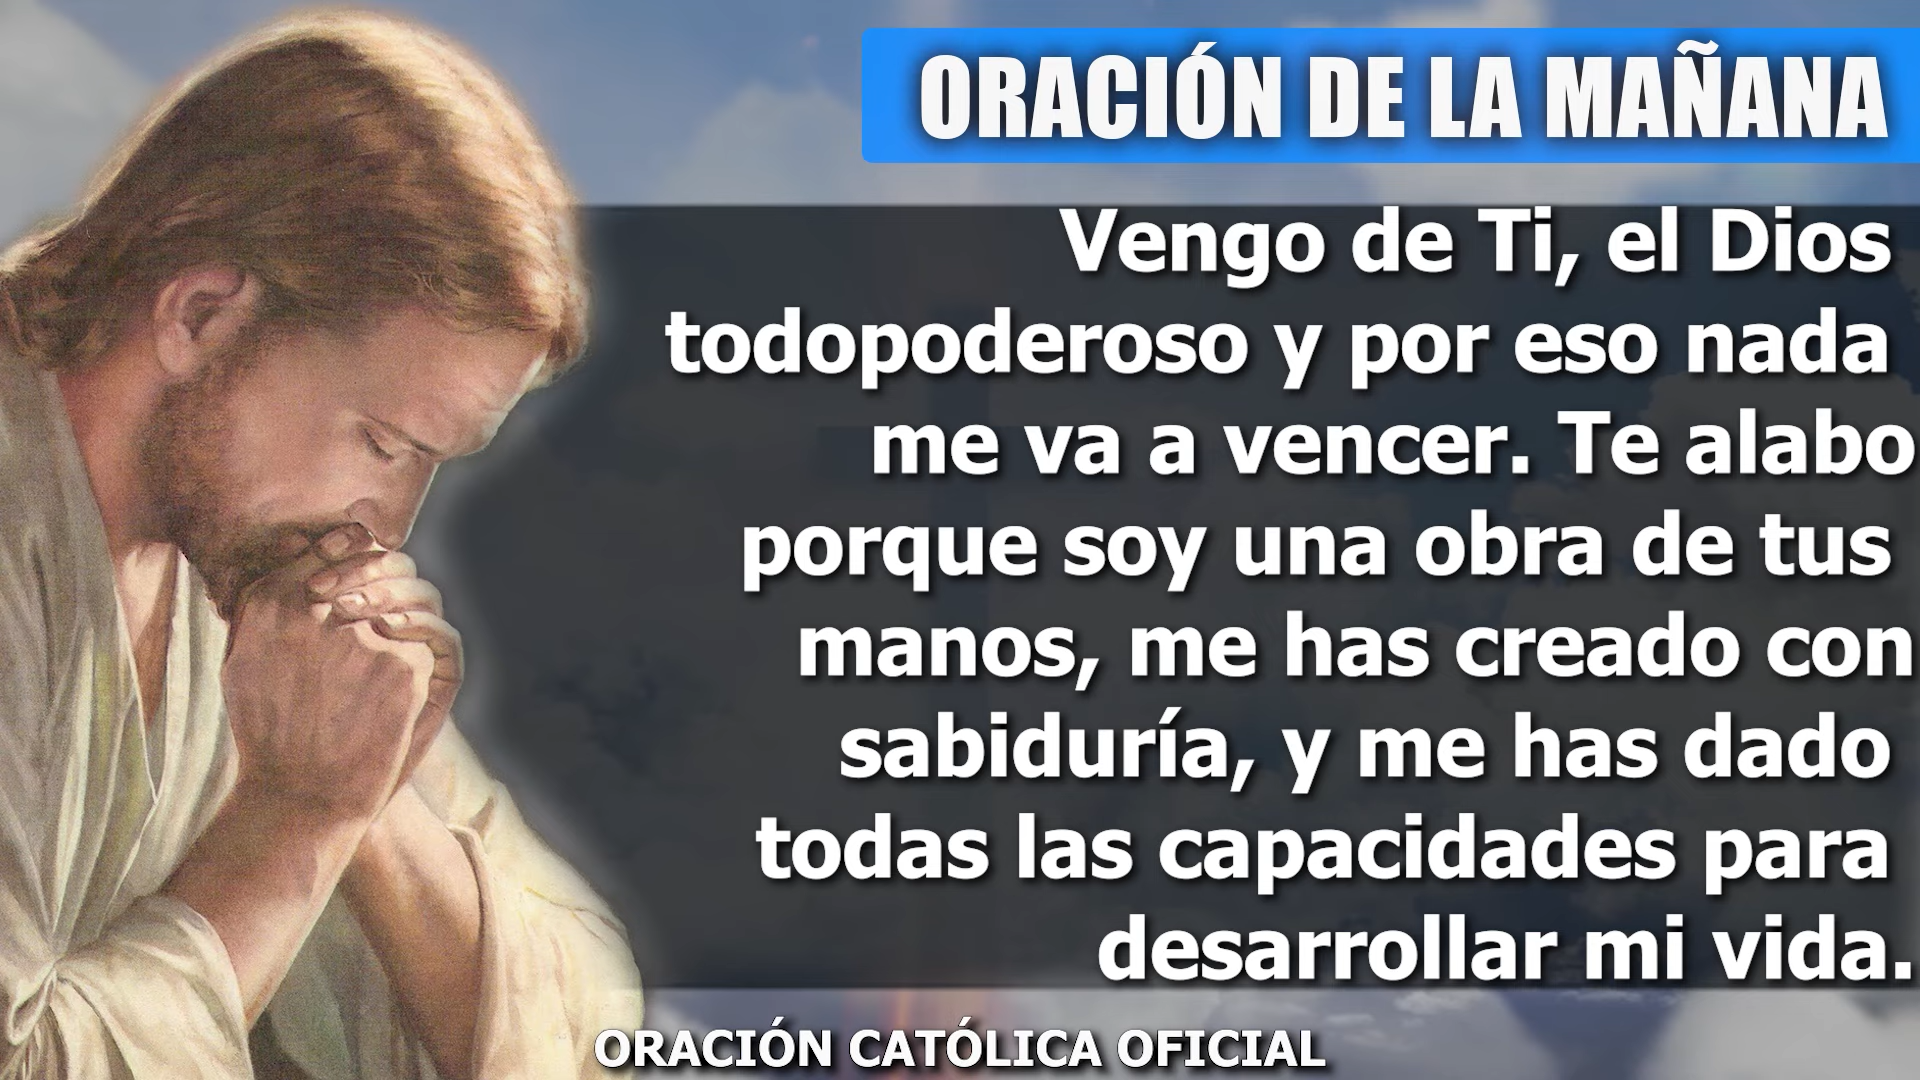 ORACIÓN DE LA MAÑANA
Vengo de Ti, el Dios
todopoderoso y por eso nada
me va a vencer. Te alabo
porque soy una obra de tus
manos, me has creado con
sabiduría, y me has dado
todas las capacidades para
desarrollar mi vida.
ORACIÓN CATÓLICA OFICIAL